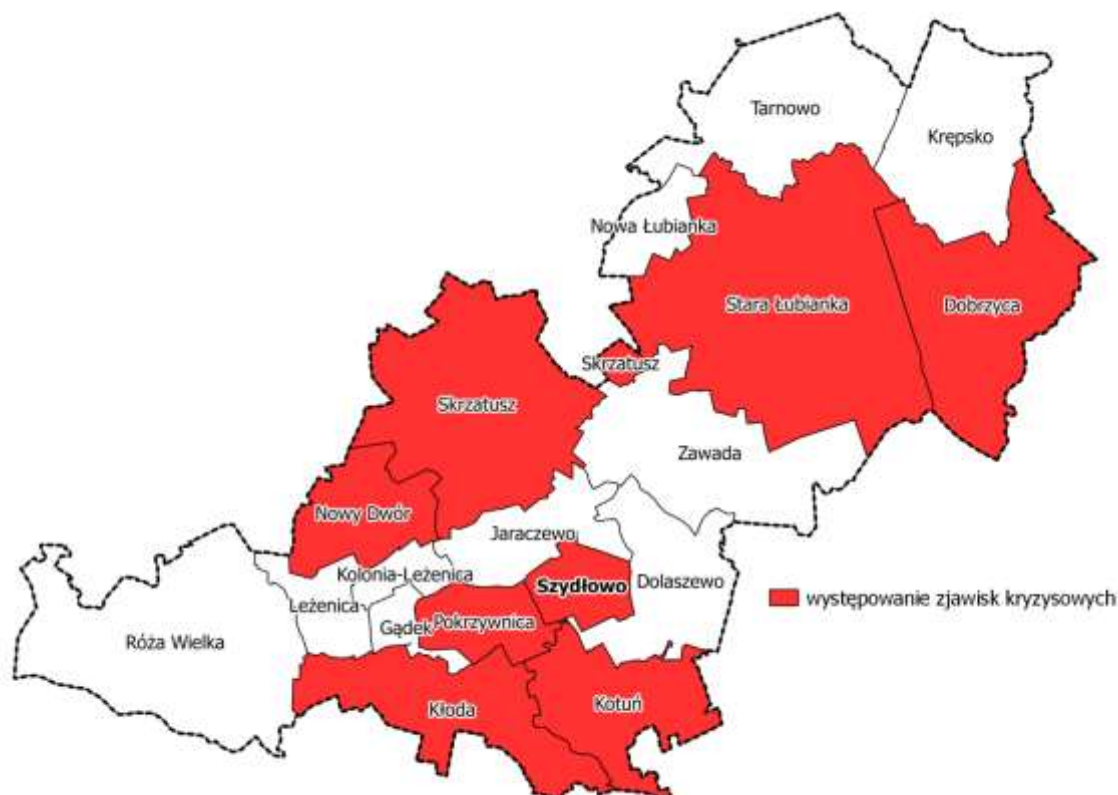 Tarnowo
Krępsko
Nowa Łubianka
Stara Łubianka
Dobrzyca
Skrzatusz
Skrzatusz
Zawada
Nowy Dwór
Jaraczewo
Kolonia-Leżenica
Szydłowo
Dolaszewo
występowanie zjawisk kryzysowych
Leżenica
Gądek
Pokrzywnica
Róża Wielka
Kotuń
Kłoda